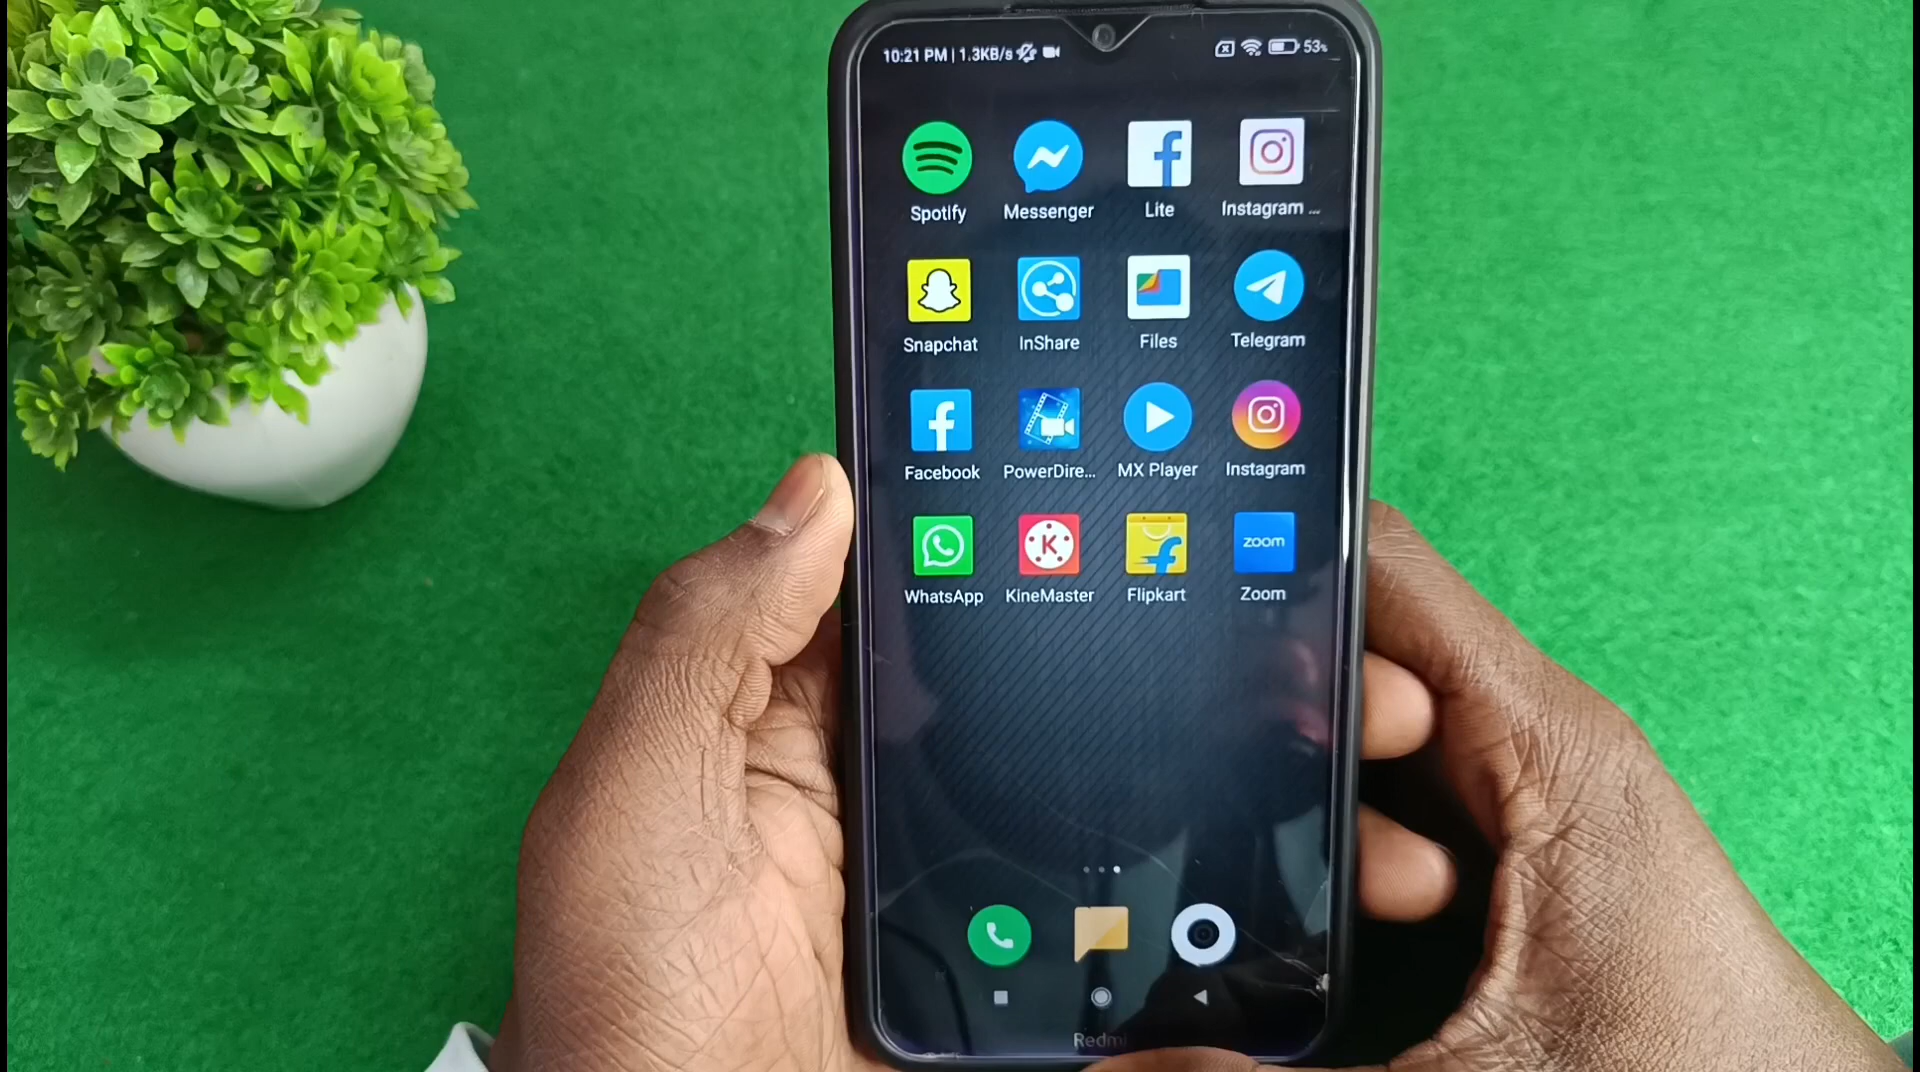 10:21 PM | 1.3KB/s 53%
Spotify Messenger Lite Instagram ...
Snapchat InShare Files Telegram
Facebook PowerDire... MX Player Instagram
zoom
WhatsApp KineMaster Flipkart Zoom
Redmi